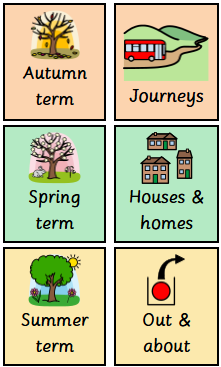 Autumn
term
Journeys
Spring
term
Houses &
homes
Summer
term
Out &
about